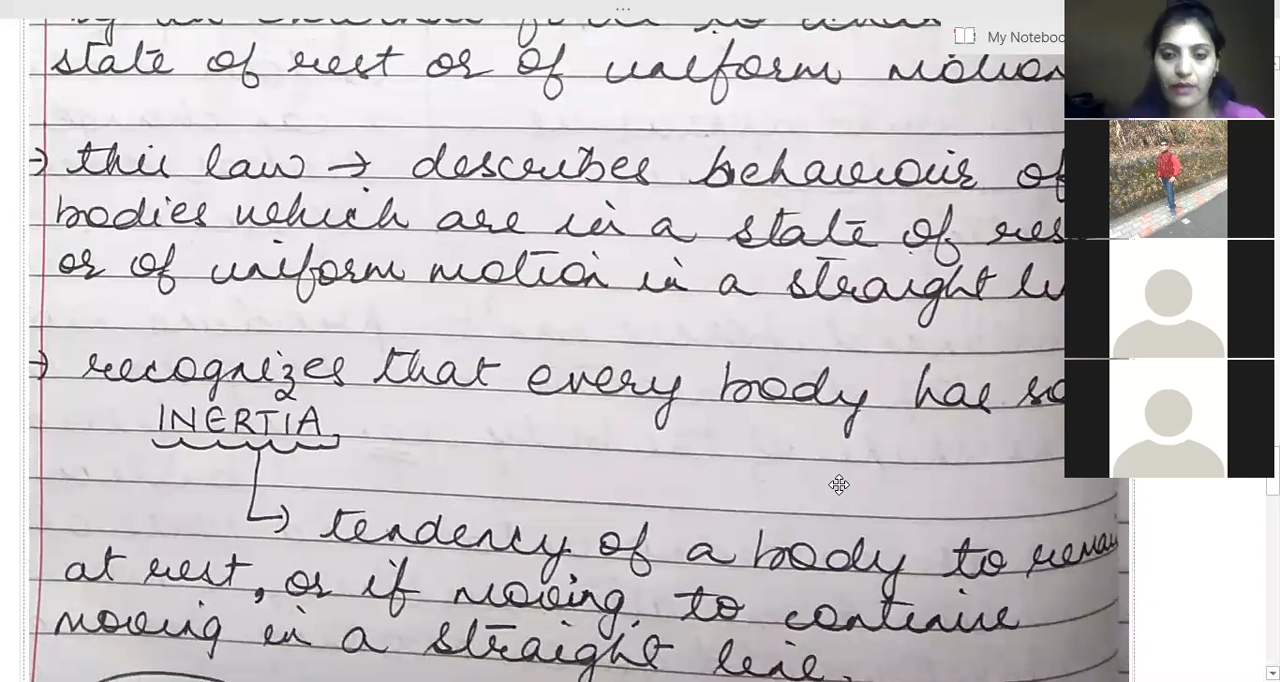 My Noteboo
state of rest or of uniform motion
→ this law → describes behaviour of
bodies which are in a state of res
or of uniform motion in a straight li
→ recognizes that every body has so
INERTIA
↳ tendency of a body to remai
at rest, or if moving, to continue
moving in a straight line.